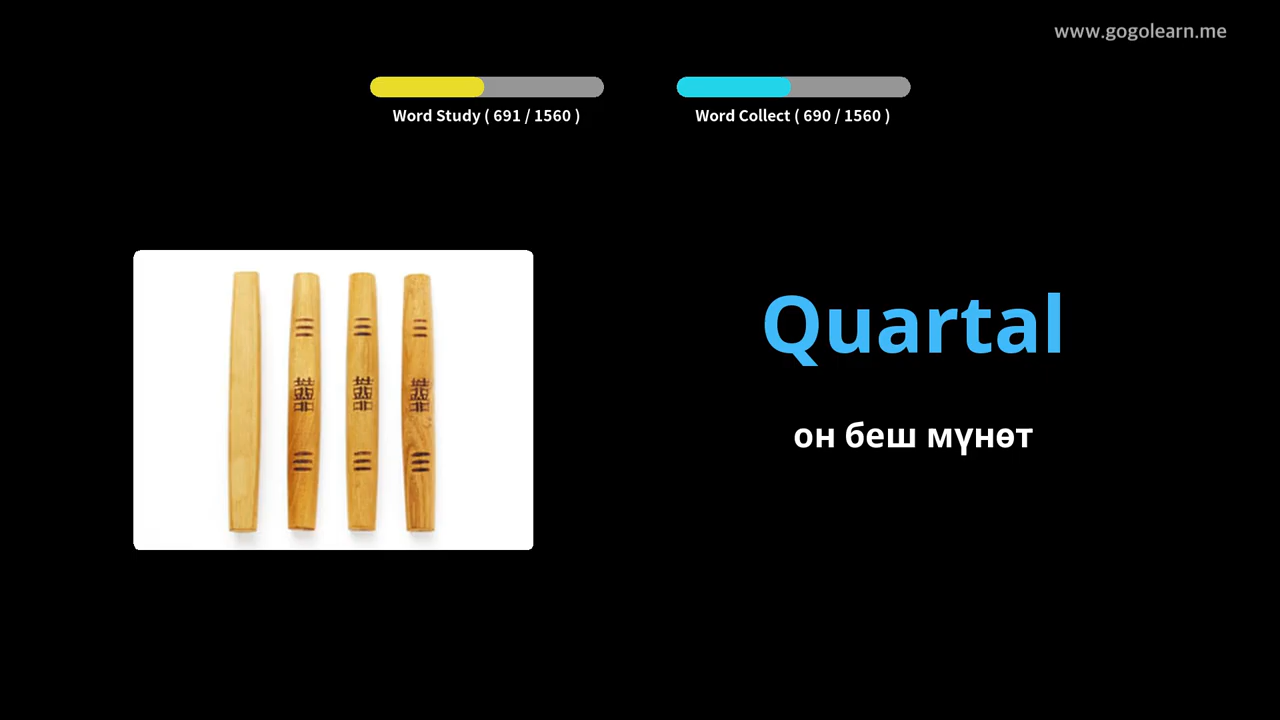 www.gogolearn.me
Word Study ( 691 / 1560 )
Word Collect ( 690 / 1560 )
Quartal
он беш мүнөт